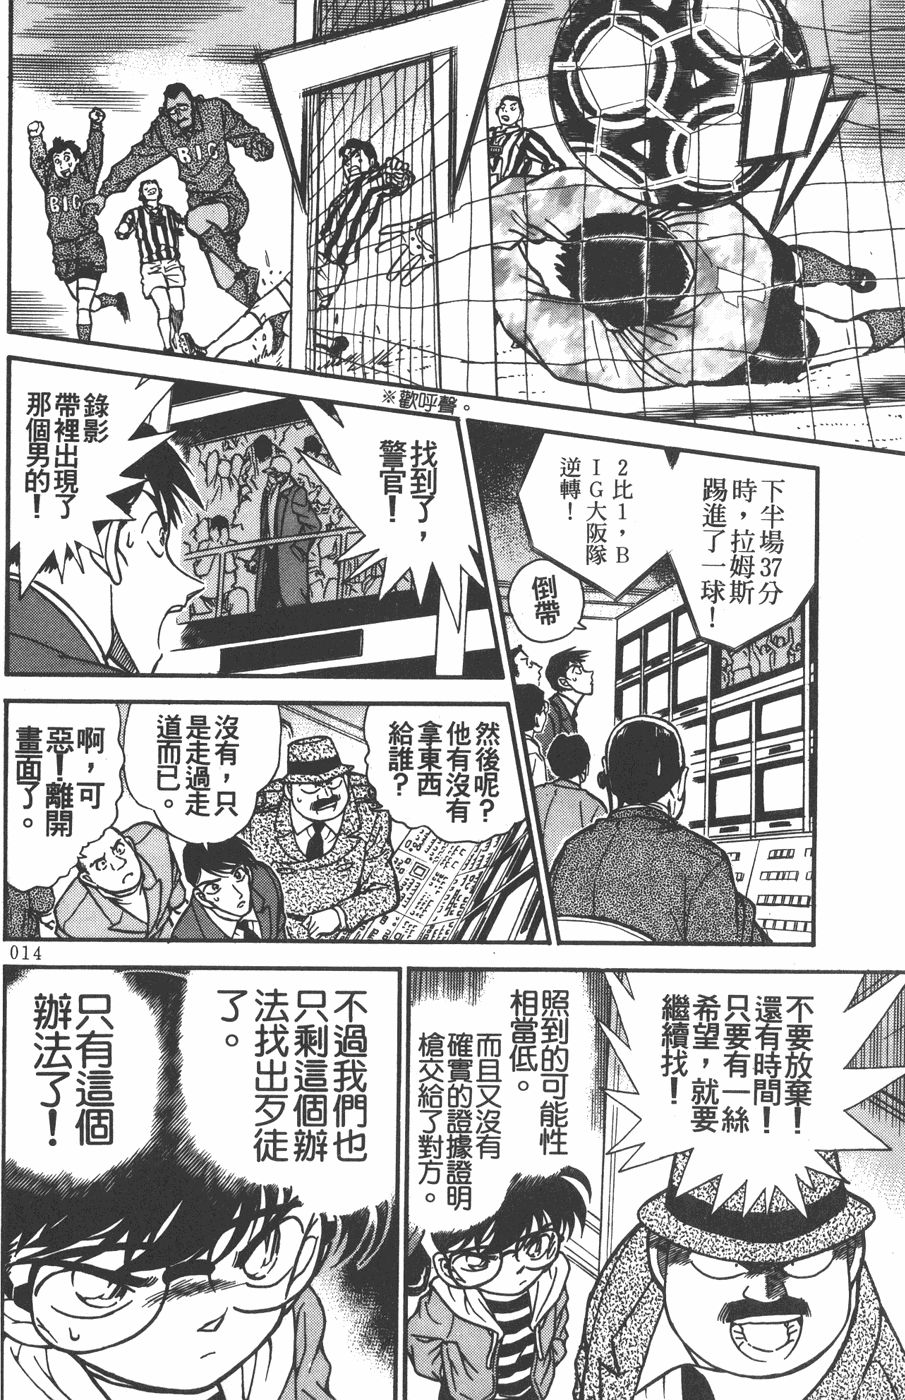 BIG
BIG
※歡呼聲。
下半場37分
時，拉姆斯
踢進了一球！
2比1，B
IG大阪隊
逆轉！
倒帶
找到了，
警官！
錄影
帶裡出現了
那個男的！
然後呢？
他有沒有
拿東西
給誰？
沒有，只
是走過走
道而已。
啊，可
惡！離開
畫面了。
014
不要放棄！
還有時間！
只要有一絲
希望，就要
繼續找！
照到的可能性
相當低。
而且又沒有
確實的證據證明
槍交給了對方。
不過我們也
只剩這個辦
法找出歹徒
了。
只有這個
辦法了！